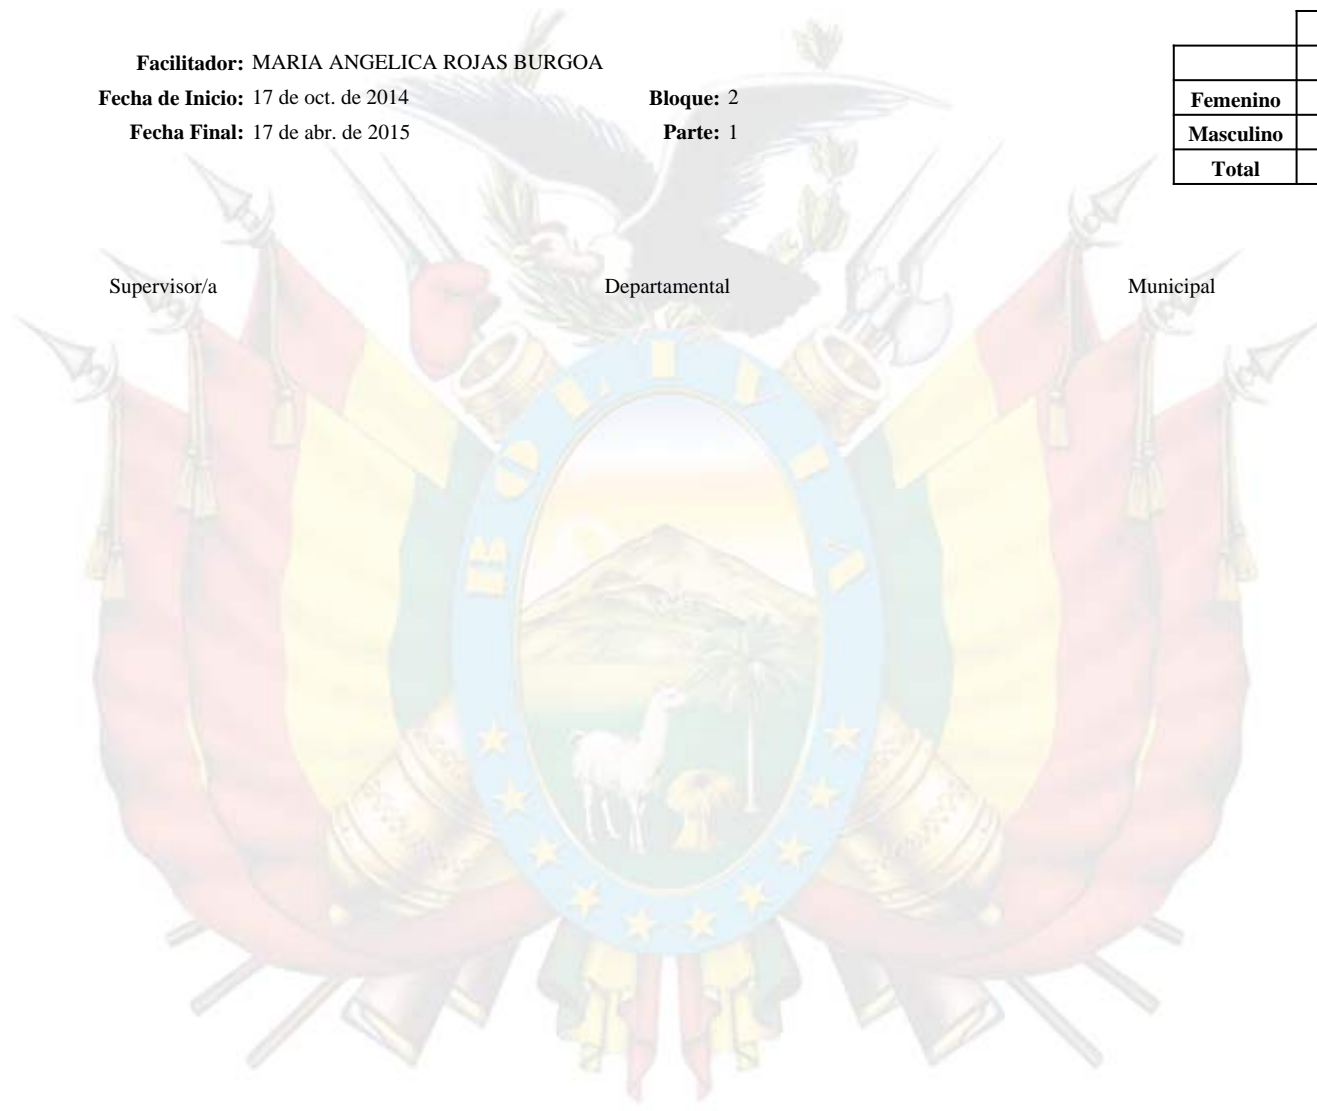 Facilitador: MARIA ANGELICA ROJAS BURGOA
Fecha de Inicio: 17 de oct. de 2014 Bloque: 2
Fecha Final: 17 de abr. de 2015 Parte: 1
Femenino
Masculino
Total
Supervisor/a Departamental Municipal
BOLIVIA